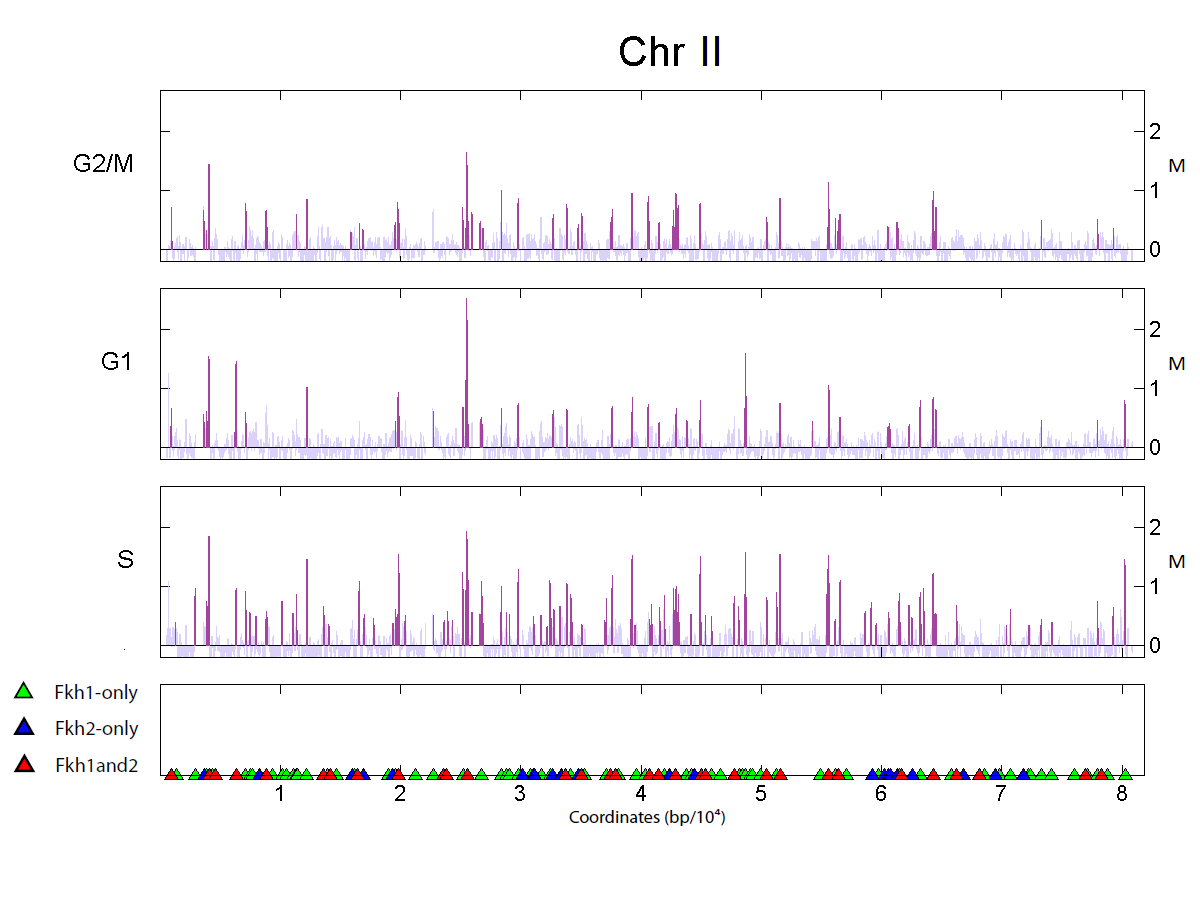 Chr II
G2/M
2
1
0
M
G1
2
1
0
M
S
2
1
0
M
Fkh1-only
Fkh2-only
Fkh1and2
1 2 3 4 5 6 7 8
Coordinates (bp/10⁴)